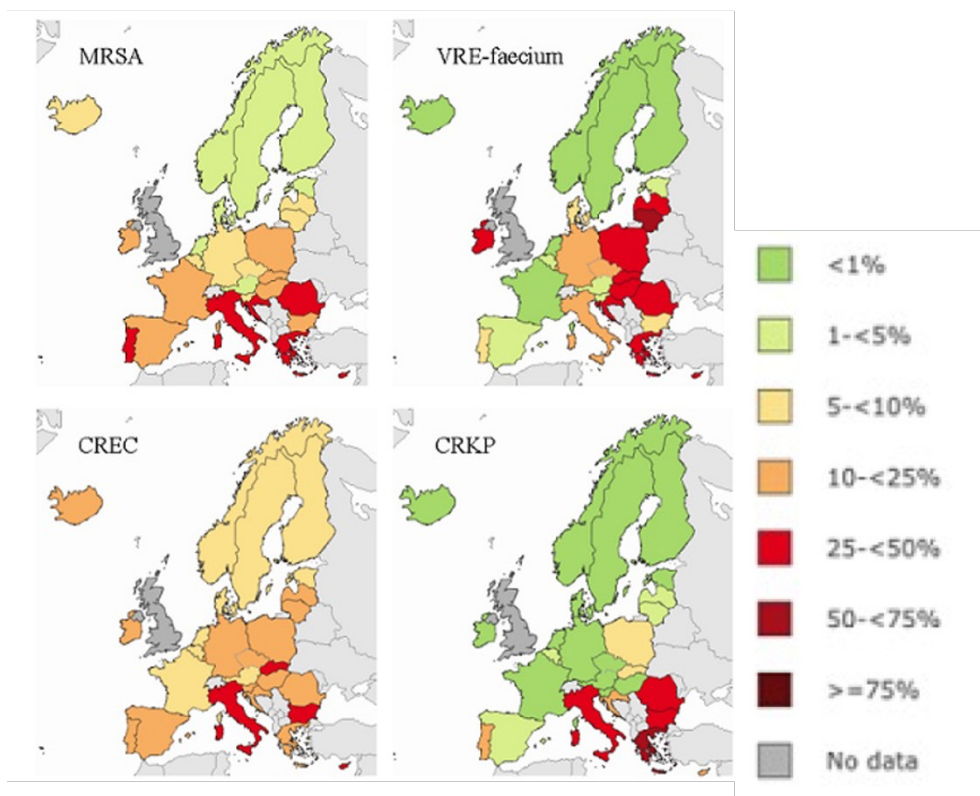 MRSA
VRE-faecium
CREC
CRKP
<1%
1-<5%
5-<10%
10-<25%
25-<50%
50-<75%
>=75%
No data